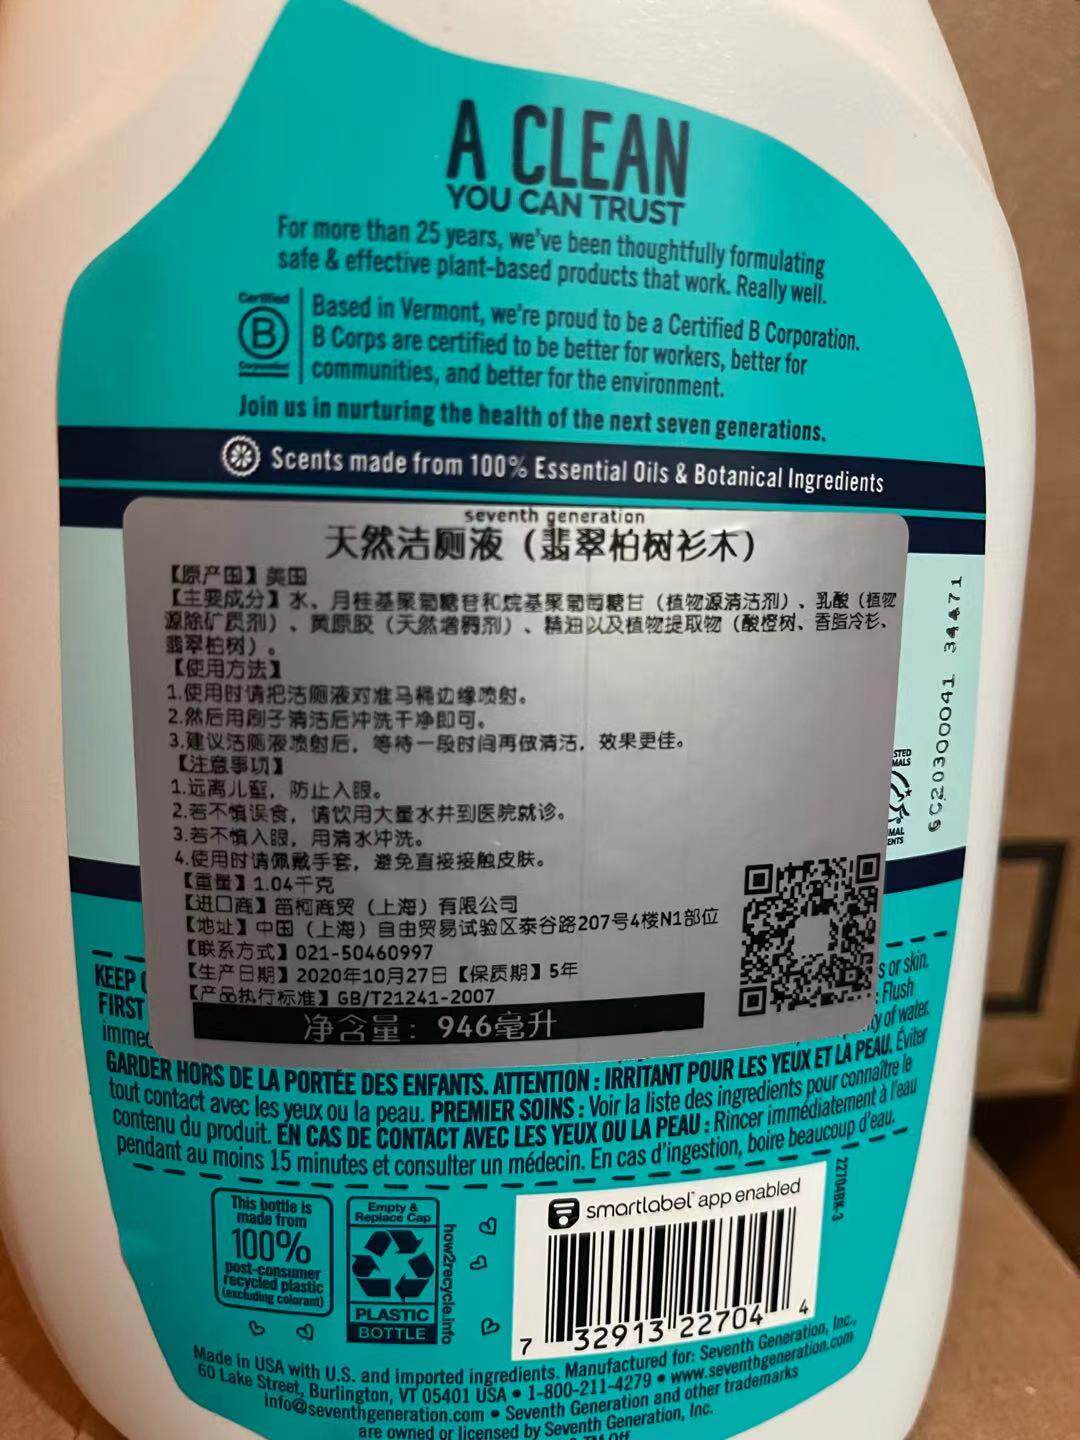 A CLEAN
YOU CAN TRUST
For more than 25 years, we've been thoughtfully formulating
safe & effective plant-based products that work. Really well.
Certified
B
Corporation
Based in Vermont, we're proud to be a Certified B Corporation.
B Corps are certified to be better for workers, better for
communities, and better for the environment.
Join us in nurturing the health of the next seven generations.
Scents made from 100% Essential Oils & Botanical Ingredients
seventh generation
天然洁厕液（翡翠柏树衫木）
【原产国】美国
【主要成分】水、月桂基聚葡糖苷和烷基聚葡萄糖甘（植物源清洁剂）、乳酸（植物
源除矿质剂）、黄原胶（天然增稠剂）、精油以及植物提取物（酸橙树、香脂冷杉、
翡翠柏树）。
【使用方法】
1.使用时请把洁厕液对准马桶边缘喷射。
2.然后用刷子清洁后冲洗干净即可。
3.建议洁厕液喷射后，等待一段时间再做清洁，效果更佳。
【注意事项】
1.远离儿童，防止入眼。
2.若不慎误食，请饮用大量水并到医院就诊。
3.若不慎入眼，用清水冲洗。
4.使用时请佩戴手套，避免直接接触皮肤。
【重量】1.04千克
【进口商】笛柯商贸（上海）有限公司
【地址】中国（上海）自由贸易试验区泰谷路207号4楼N1部位
【联系方式】021-50460997
【生产日期】2020年10月27日【保质期】5年
【产品执行标准】GB/T21241-2007
净含量：946毫升
6C20300041 34471
STED
MALS
MAL
ENTS
KEEP
FIRST
immed
s or skin.
: Flush
ty of water.
GARDER HORS DE LA PORTÉE DES ENFANTS. ATTENTION : IRRITANT POUR LES YEUX ET LA PEAU. Éviter
tout contact avec les yeux ou la peau. PREMIER SOINS : Voir la liste des ingredients pour connaître le
contenu du produit. EN CAS DE CONTACT AVEC LES YEUX OU LA PEAU : Rincer immédiatement à l'eau
pendant au moins 15 minutes et consulter un médecin. En cas d'ingestion, boire beaucoup d'eau.
This bottle is
made from
100%
post-consumer
recycled plastic
(excluding colorant)
Empty &
Replace Cap
PLASTIC
BOTTLE
how2recycle.info
smartlabel™ app enabled
7 32913 22704 4
22704BK-3
Made in USA with U.S. and imported ingredients. Manufactured for: Seventh Generation, Inc.,
60 Lake Street, Burlington, VT 05401 USA • 1-800-211-4279 • www.seventhgeneration.com
info@seventhgeneration.com • Seventh Generation and other trademarks
are owned or licensed by Seventh Generation, Inc.